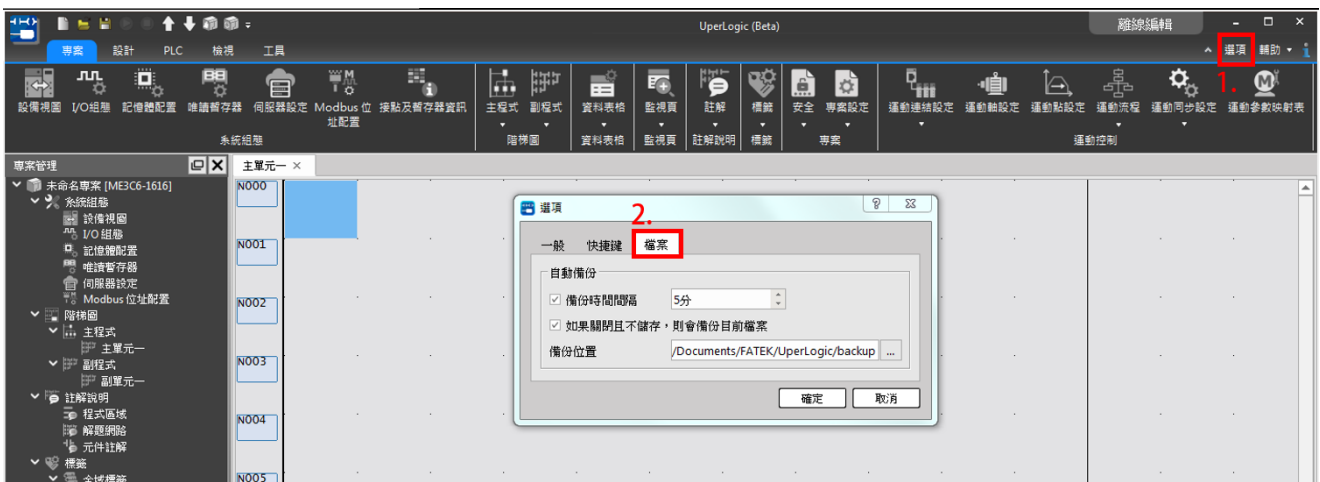 UperLogic (Beta)
離線編輯
專案 設計 PLC 檢視 工具
選項 輔助
1.
設備視圖 I/O組態 記憶體配置 唯讀暫存器 伺服器設定 Modbus 位址配置 接點及暫存器資訊 主程式 副程式 資料表格 監視頁 註解 標籤 安全 專案設定 運動連結設定 運動軸設定 運動點設定 運動流程 運動同步設定 運動參數映射表
系統組態 階梯圖 資料表格 監視頁 註解說明 標籤 專案 運動控制
專案管理
主單元一 ×
未命名專案 [ME3C6-1616]
系統組態
設備視圖
I/O 組態
記憶體配置
唯讀暫存器
伺服器設定
Modbus 位址配置
階梯圖
主程式
主單元一
副程式
副單元一
註解說明
程式區域
解題網路
元件註解
標籤
全域標籤
N000
N001
N002
N003
N004
N005
選項
2.
一般 快捷鍵 檔案
自動備份
備份時間間隔 5分
如果關閉且不儲存，則會備份目前檔案
備份位置 /Documents/FATEK/UperLogic/backup ...
確定 取消